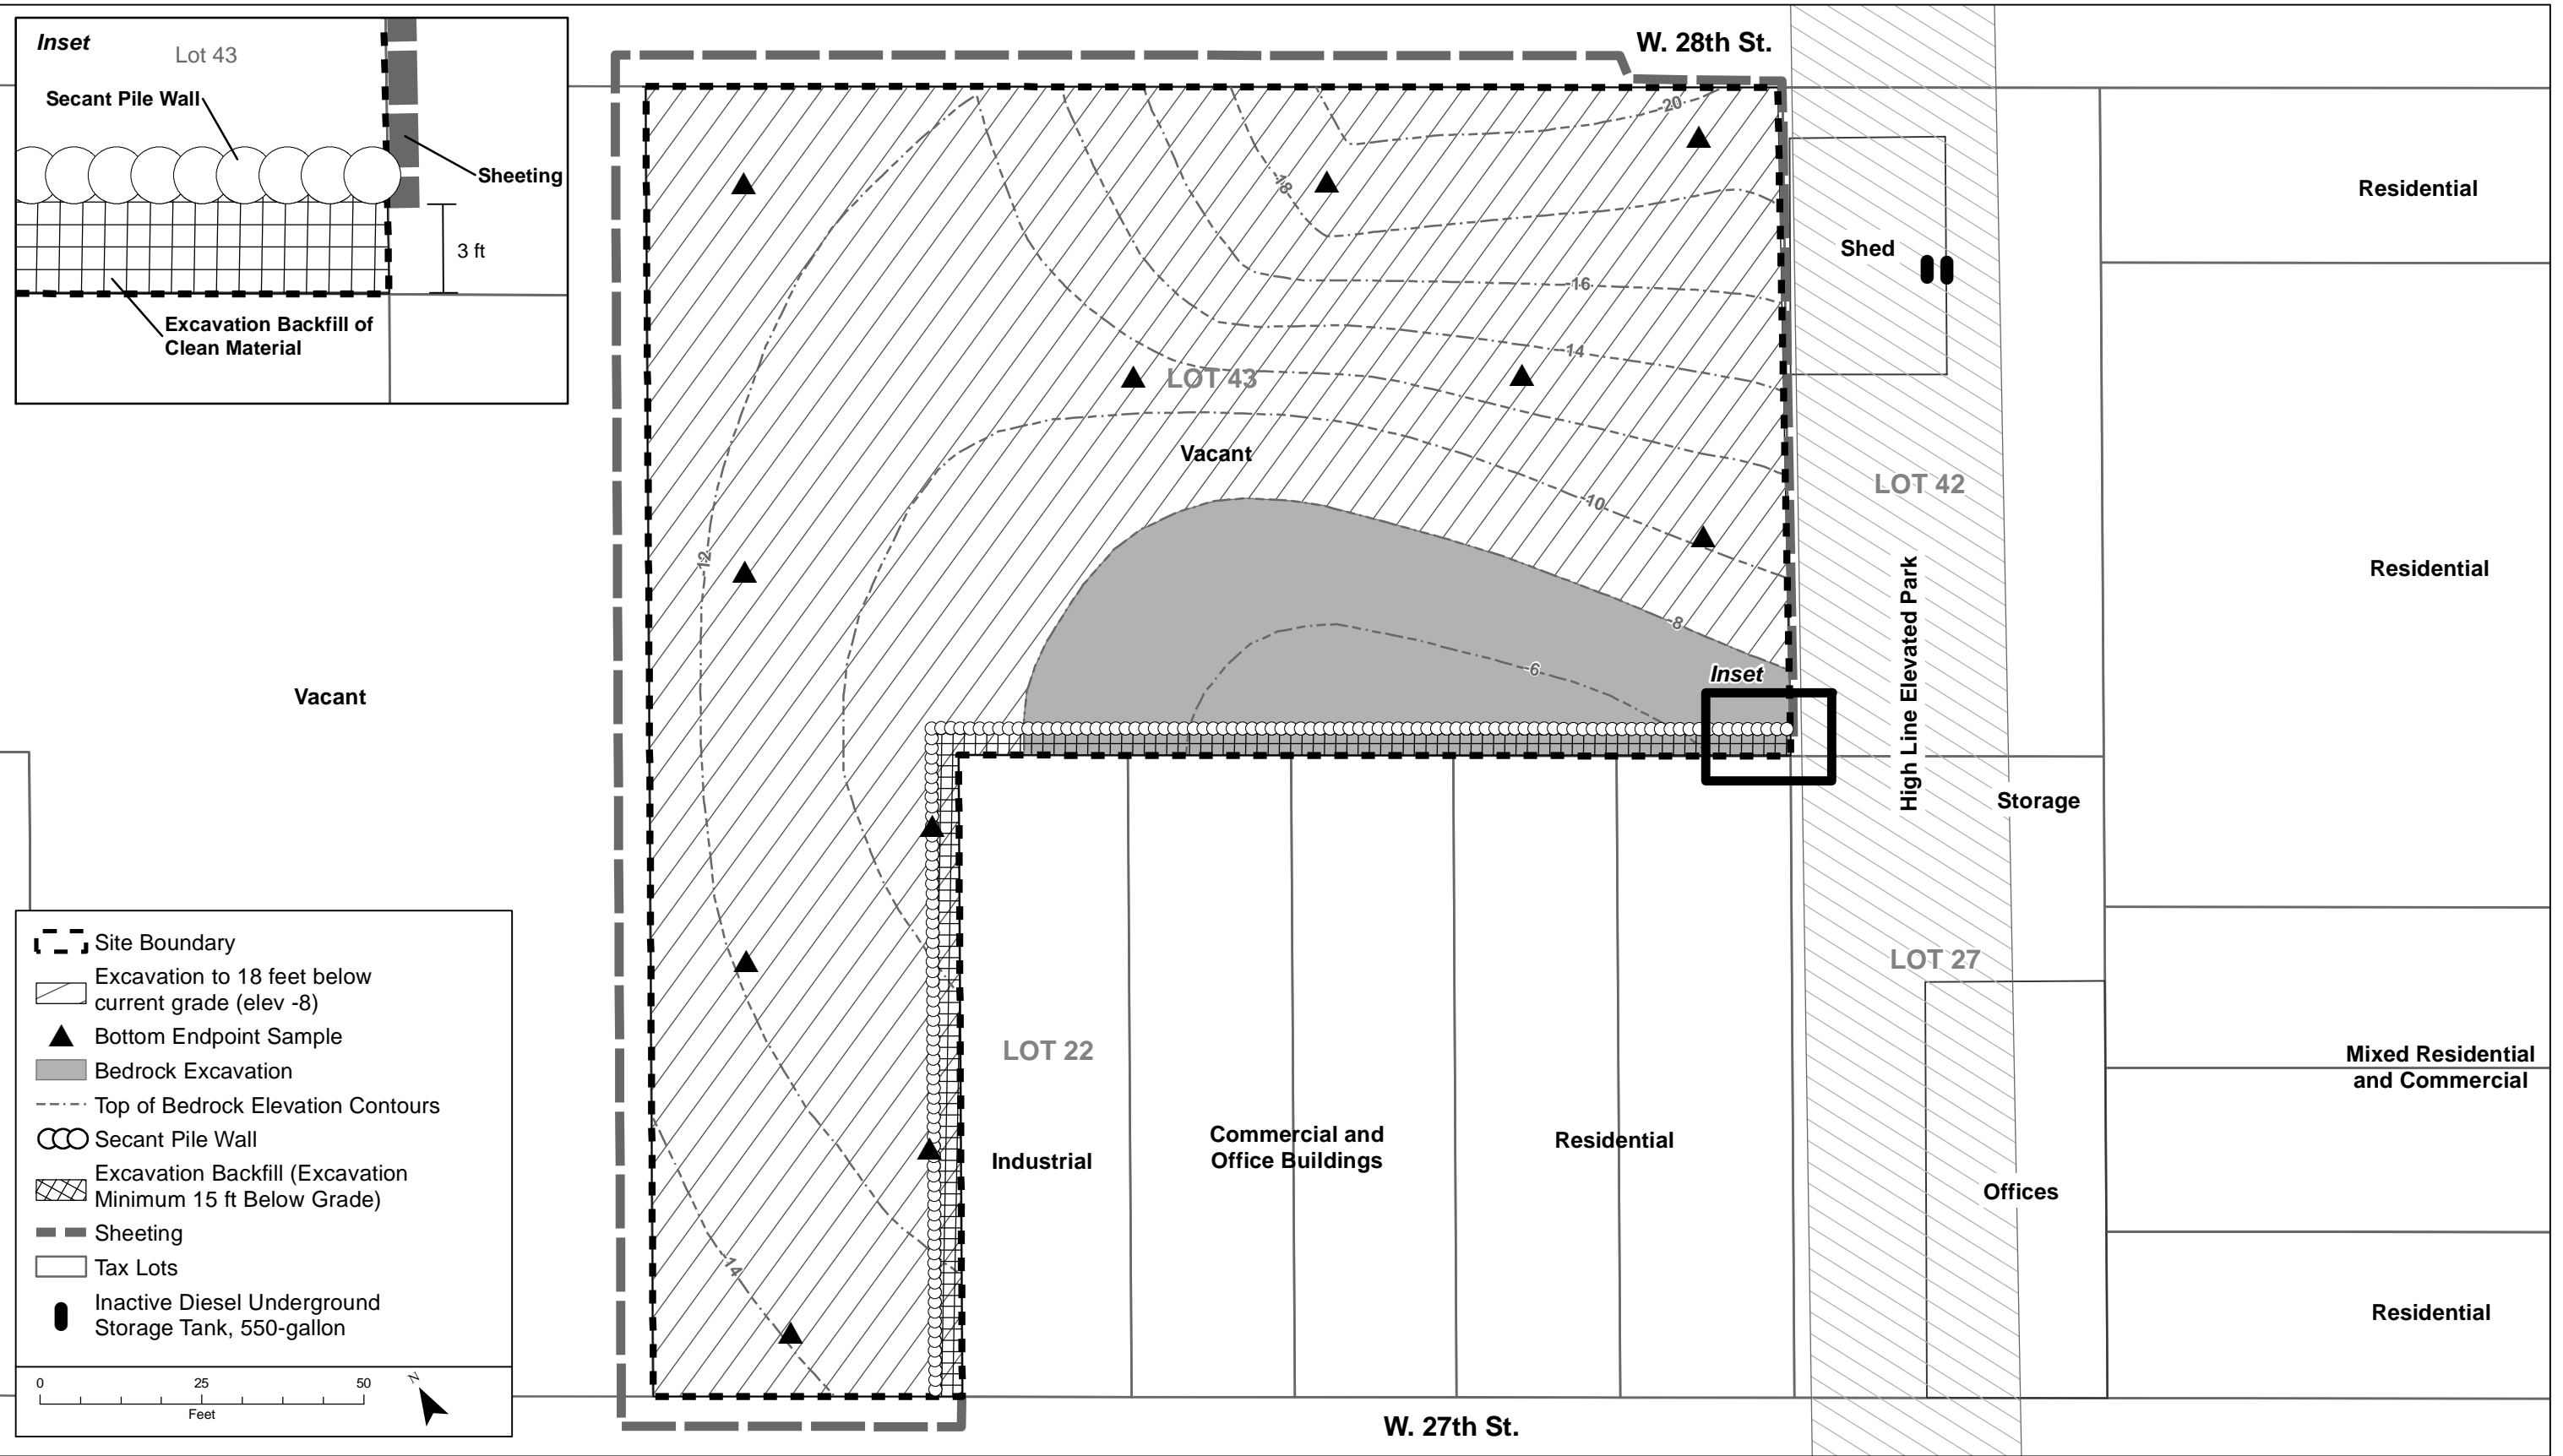 Inset
Lot 43
Secant Pile Wall
Sheeting
3 ft
Excavation Backfill of
Clean Material
W. 28th St.
-20
-18
-16
-14
LOT 43
Vacant
-10
-12
-8
-6
Inset
Shed
LOT 42
High Line Elevated Park
Residential
Residential
Vacant
Storage
LOT 27
LOT 22
Industrial
Commercial and
Office Buildings
Residential
Offices
Mixed Residential
and Commercial
Residential
-14
W. 27th St.
Site Boundary
Excavation to 18 feet below
current grade (elev -8)
Bottom Endpoint Sample
Bedrock Excavation
Top of Bedrock Elevation Contours
Secant Pile Wall
Excavation Backfill (Excavation
Minimum 15 ft Below Grade)
Sheeting
Tax Lots
Inactive Diesel Underground
Storage Tank, 550-gallon
0 25 50
Feet
N